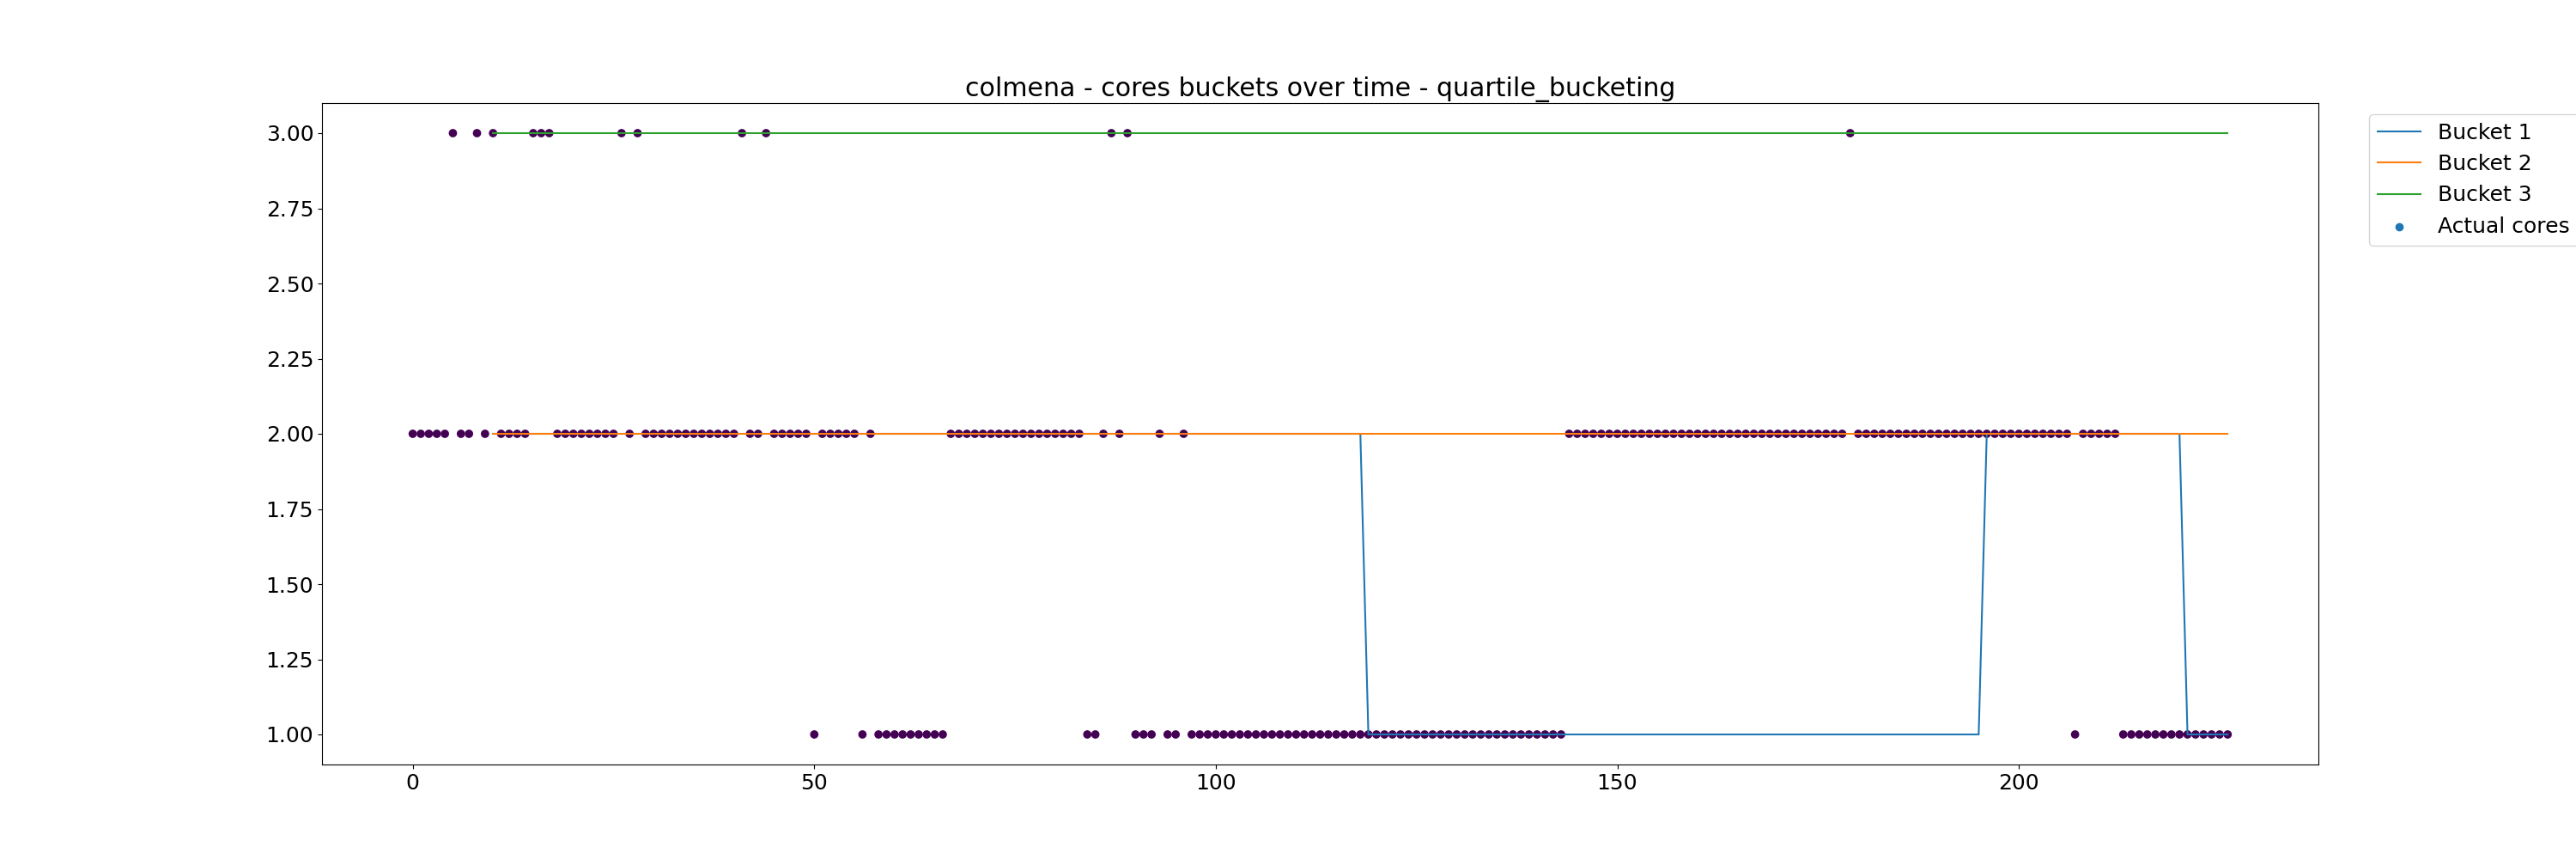 colmena - cores buckets over time - quartile_bucketing
3.00
2.75
2.50
2.25
2.00
1.75
1.50
1.25
1.00
0
50
100
150
200
Bucket 1
Bucket 2
Bucket 3
Actual cores